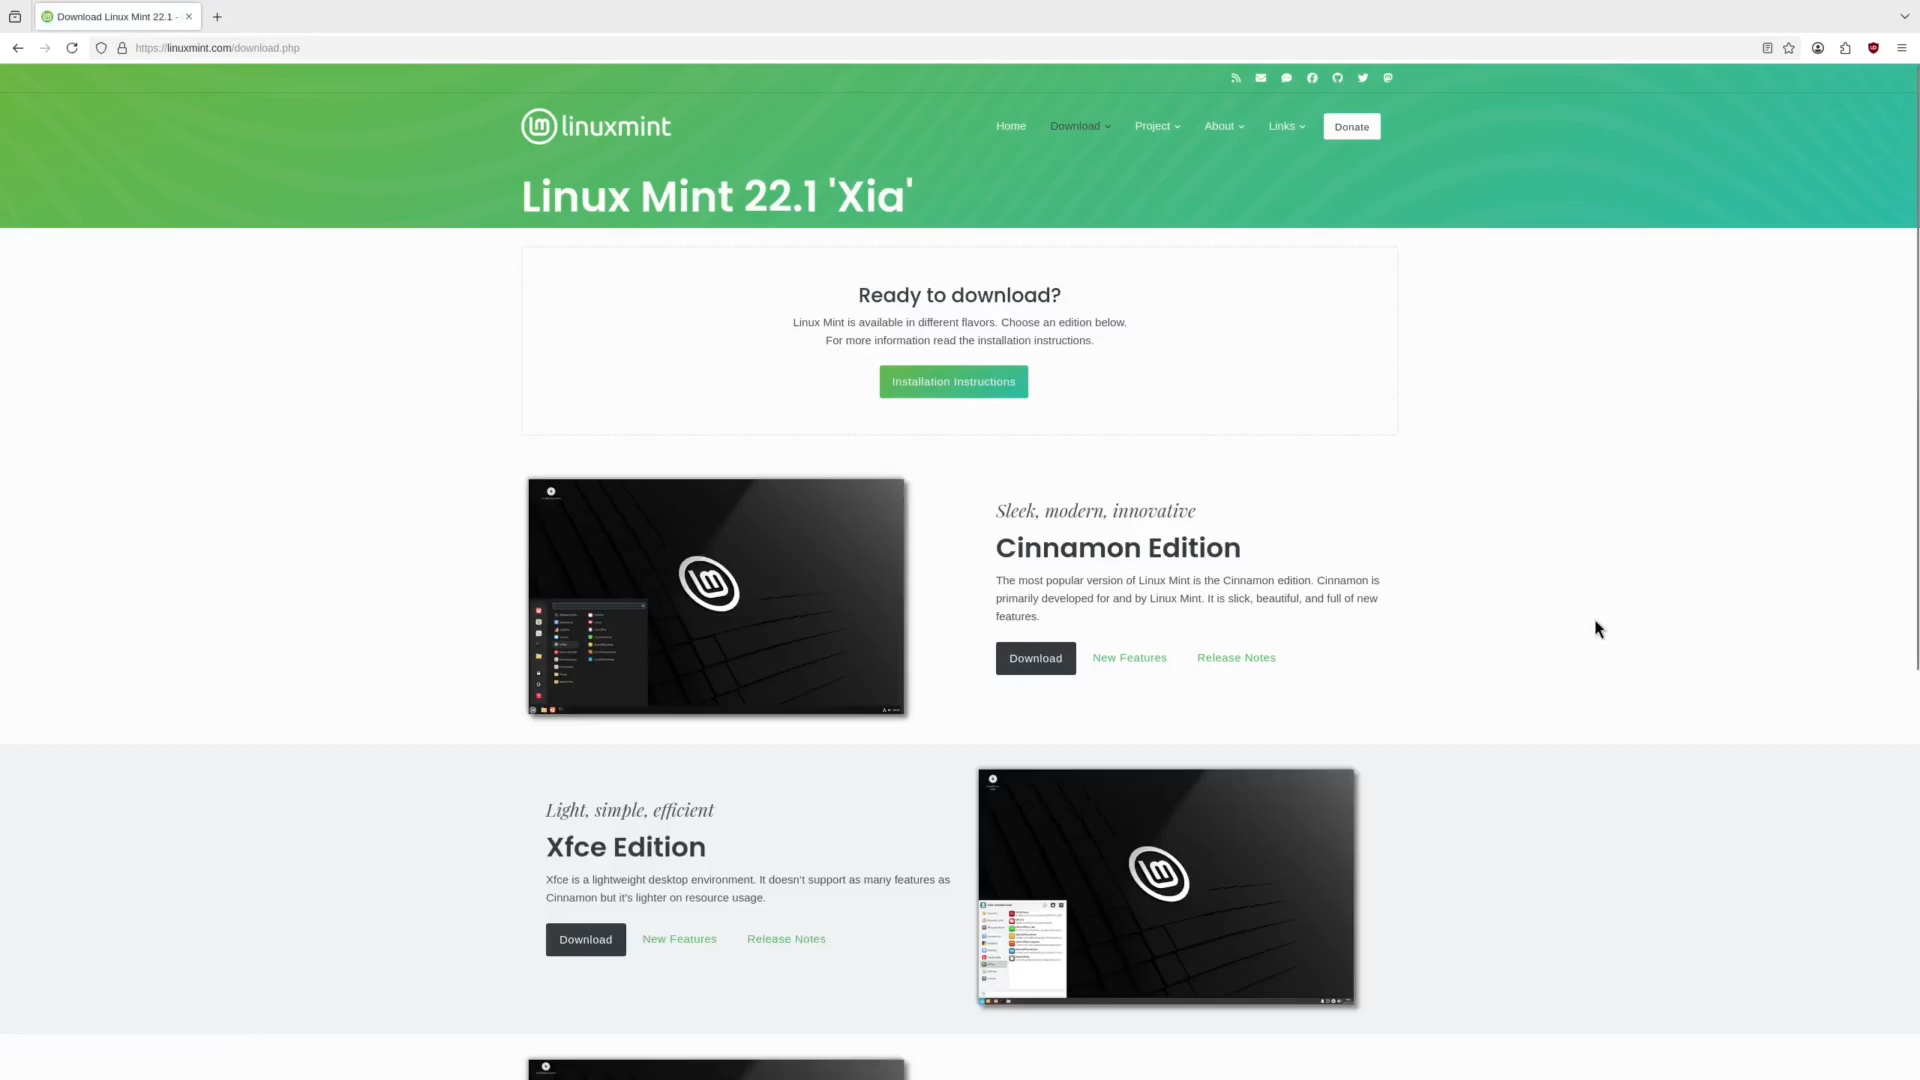 Download Linux Mint 22.1 -
https://linuxmint.com/download.php
linuxmint
Home
Download
Project
About
Links
Donate
Linux Mint 22.1 'Xia'
Ready to download?
Linux Mint is available in different flavors. Choose an edition below.
For more information read the installation instructions.
Installation Instructions
Sleek, modern, innovative
Cinnamon Edition
The most popular version of Linux Mint is the Cinnamon edition. Cinnamon is
primarily developed for and by Linux Mint. It is slick, beautiful, and full of new
features.
Download
New Features
Release Notes
Light, simple, efficient
Xfce Edition
Xfce is a lightweight desktop environment. It doesn’t support as many features as
Cinnamon but it’s lighter on resource usage.
Download
New Features
Release Notes